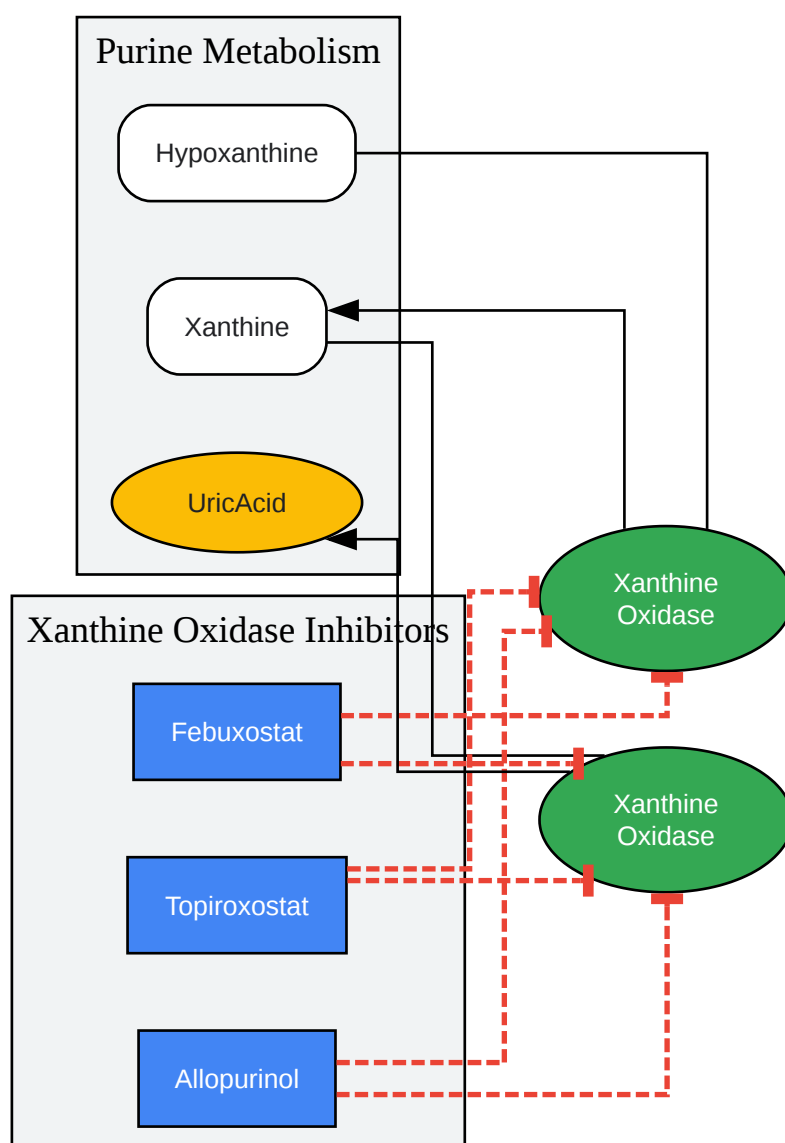 Purine Metabolism
Hypoxanthine
Xanthine
UricAcid
Xanthine
Oxidase
Xanthine Oxidase Inhibitors
Febuxostat
Xanthine
Oxidase
Topiroxostat
Allopurinol